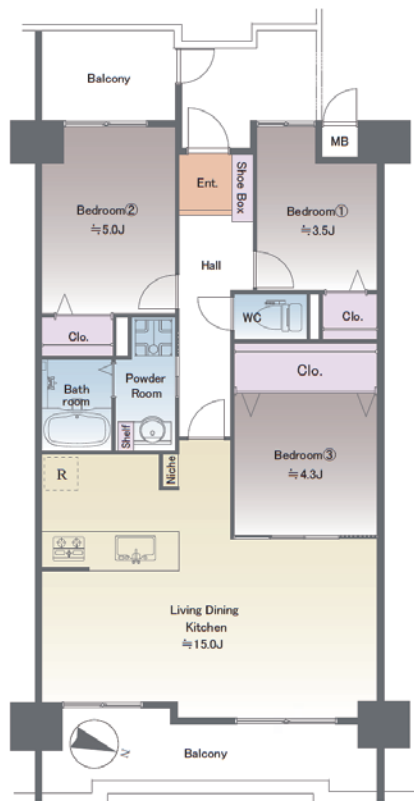 Balcony
MB
Ent.
Shoe Box
Bedroom②
≒5.0J
Bedroom①
≒3.5J
Hall
WC
Clo.
Clo.
Clo.
Bath
room
Powder
Room
Shelf
Niche
R
Bedroom③
≒4.3J
Living Dining
Kitchen
≒15.0J
N
Balcony